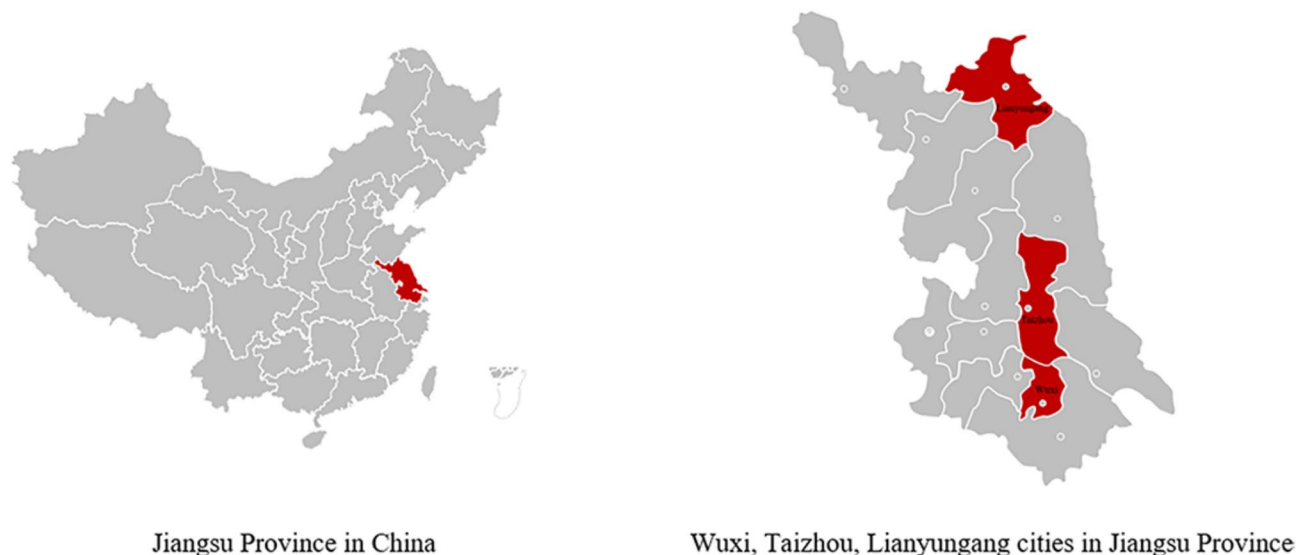 Lianyungang
Taizhou
Wuxi
Jiangsu Province in China
Wuxi, Taizhou, Lianyungang cities in Jiangsu Province